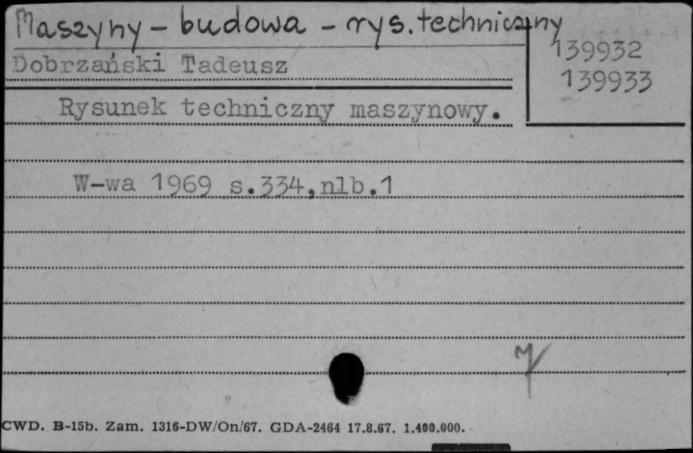 Maszyny - budowa - rys. techniczny
139932
Dobrzański Tadeusz
139933
Rysunek techniczny maszynowy.
W-wa 1969 s.334,nlb.1
CWD. B-15b. Zam. 1316-DW/On/67. GDA-2464 17.8.67. 1.400.000.